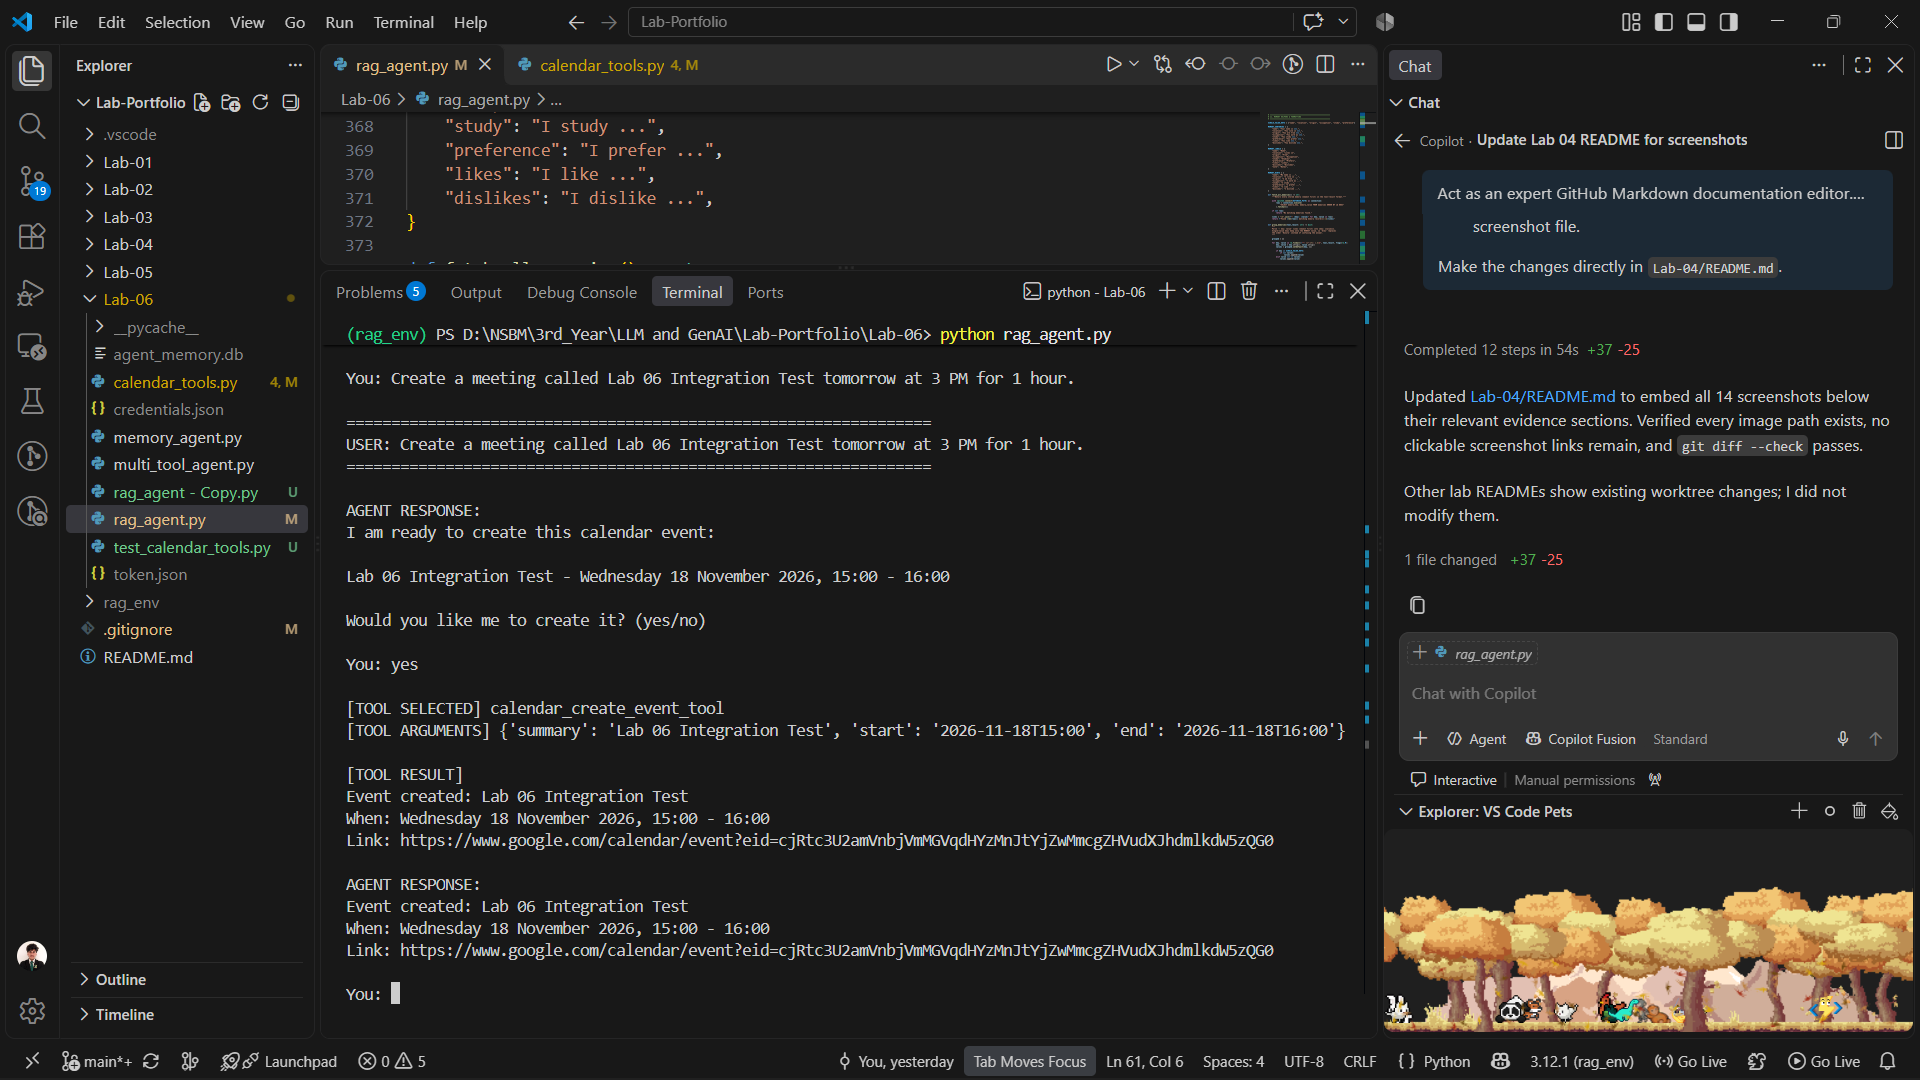 File Edit Selection View Go Run Terminal Help
Lab-Portfolio
Explorer
Lab-Portfolio
.vscode
Lab-01
Lab-02
Lab-03
Lab-04
Lab-05
Lab-06
__pycache__
agent_memory.db
calendar_tools.py 4, M
credentials.json
memory_agent.py
multi_tool_agent.py
rag_agent - Copy.py U
rag_agent.py M
test_calendar_tools.py U
token.json
rag_env
.gitignore M
README.md
Outline
Timeline
19
rag_agent.py M
calendar_tools.py 4, M
Lab-06 > rag_agent.py > ...
368 "study": "I study ...",
369 "preference": "I prefer ...",
370 "likes": "I like ...",
371 "dislikes": "I dislike ...",
372 }
373
Problems 5 Output Debug Console Terminal Ports
python - Lab-06
(rag_env) PS D:\NSBM\3rd_Year\LLM and GenAI\Lab-Portfolio\Lab-06> python rag_agent.py
You: Create a meeting called Lab 06 Integration Test tomorrow at 3 PM for 1 hour.
=================================================================
USER: Create a meeting called Lab 06 Integration Test tomorrow at 3 PM for 1 hour.
=================================================================
AGENT RESPONSE:
I am ready to create this calendar event:
Lab 06 Integration Test - Wednesday 18 November 2026, 15:00 - 16:00
Would you like me to create it? (yes/no)
You: yes
[TOOL SELECTED] calendar_create_event_tool
[TOOL ARGUMENTS] {'summary': 'Lab 06 Integration Test', 'start': '2026-11-18T15:00', 'end': '2026-11-18T16:00'}
[TOOL RESULT]
Event created: Lab 06 Integration Test
When: Wednesday 18 November 2026, 15:00 - 16:00
Link: https://www.google.com/calendar/event?eid=cjRtc3U2amVnbjVmMGVqdHYzMnJtYjZwMmcgZHVudXJhdmlkdW5zQG0
AGENT RESPONSE:
Event created: Lab 06 Integration Test
When: Wednesday 18 November 2026, 15:00 - 16:00
Link: https://www.google.com/calendar/event?eid=cjRtc3U2amVnbjVmMGVqdHYzMnJtYjZwMmcgZHVudXJhdmlkdW5zQG0
You:
Chat
Chat
Copilot · Update Lab 04 README for screenshots
Act as an expert GitHub Markdown documentation editor....
screenshot file.
Make the changes directly in Lab-04/README.md.
Completed 12 steps in 54s +37 -25
Updated Lab-04/README.md to embed all 14 screenshots below
their relevant evidence sections. Verified every image path exists, no
clickable screenshot links remain, and git diff --check passes.
Other lab READMEs show existing worktree changes; I did not
modify them.
1 file changed +37 -25
rag_agent.py
Chat with Copilot
Agent Copilot Fusion Standard
Interactive Manual permissions
Explorer: VS Code Pets
main*+ Launchpad 0 5
You, yesterday Tab Moves Focus Ln 61, Col 6 Spaces: 4 UTF-8 CRLF Python 3.12.1 (rag_env) Go Live Go Live